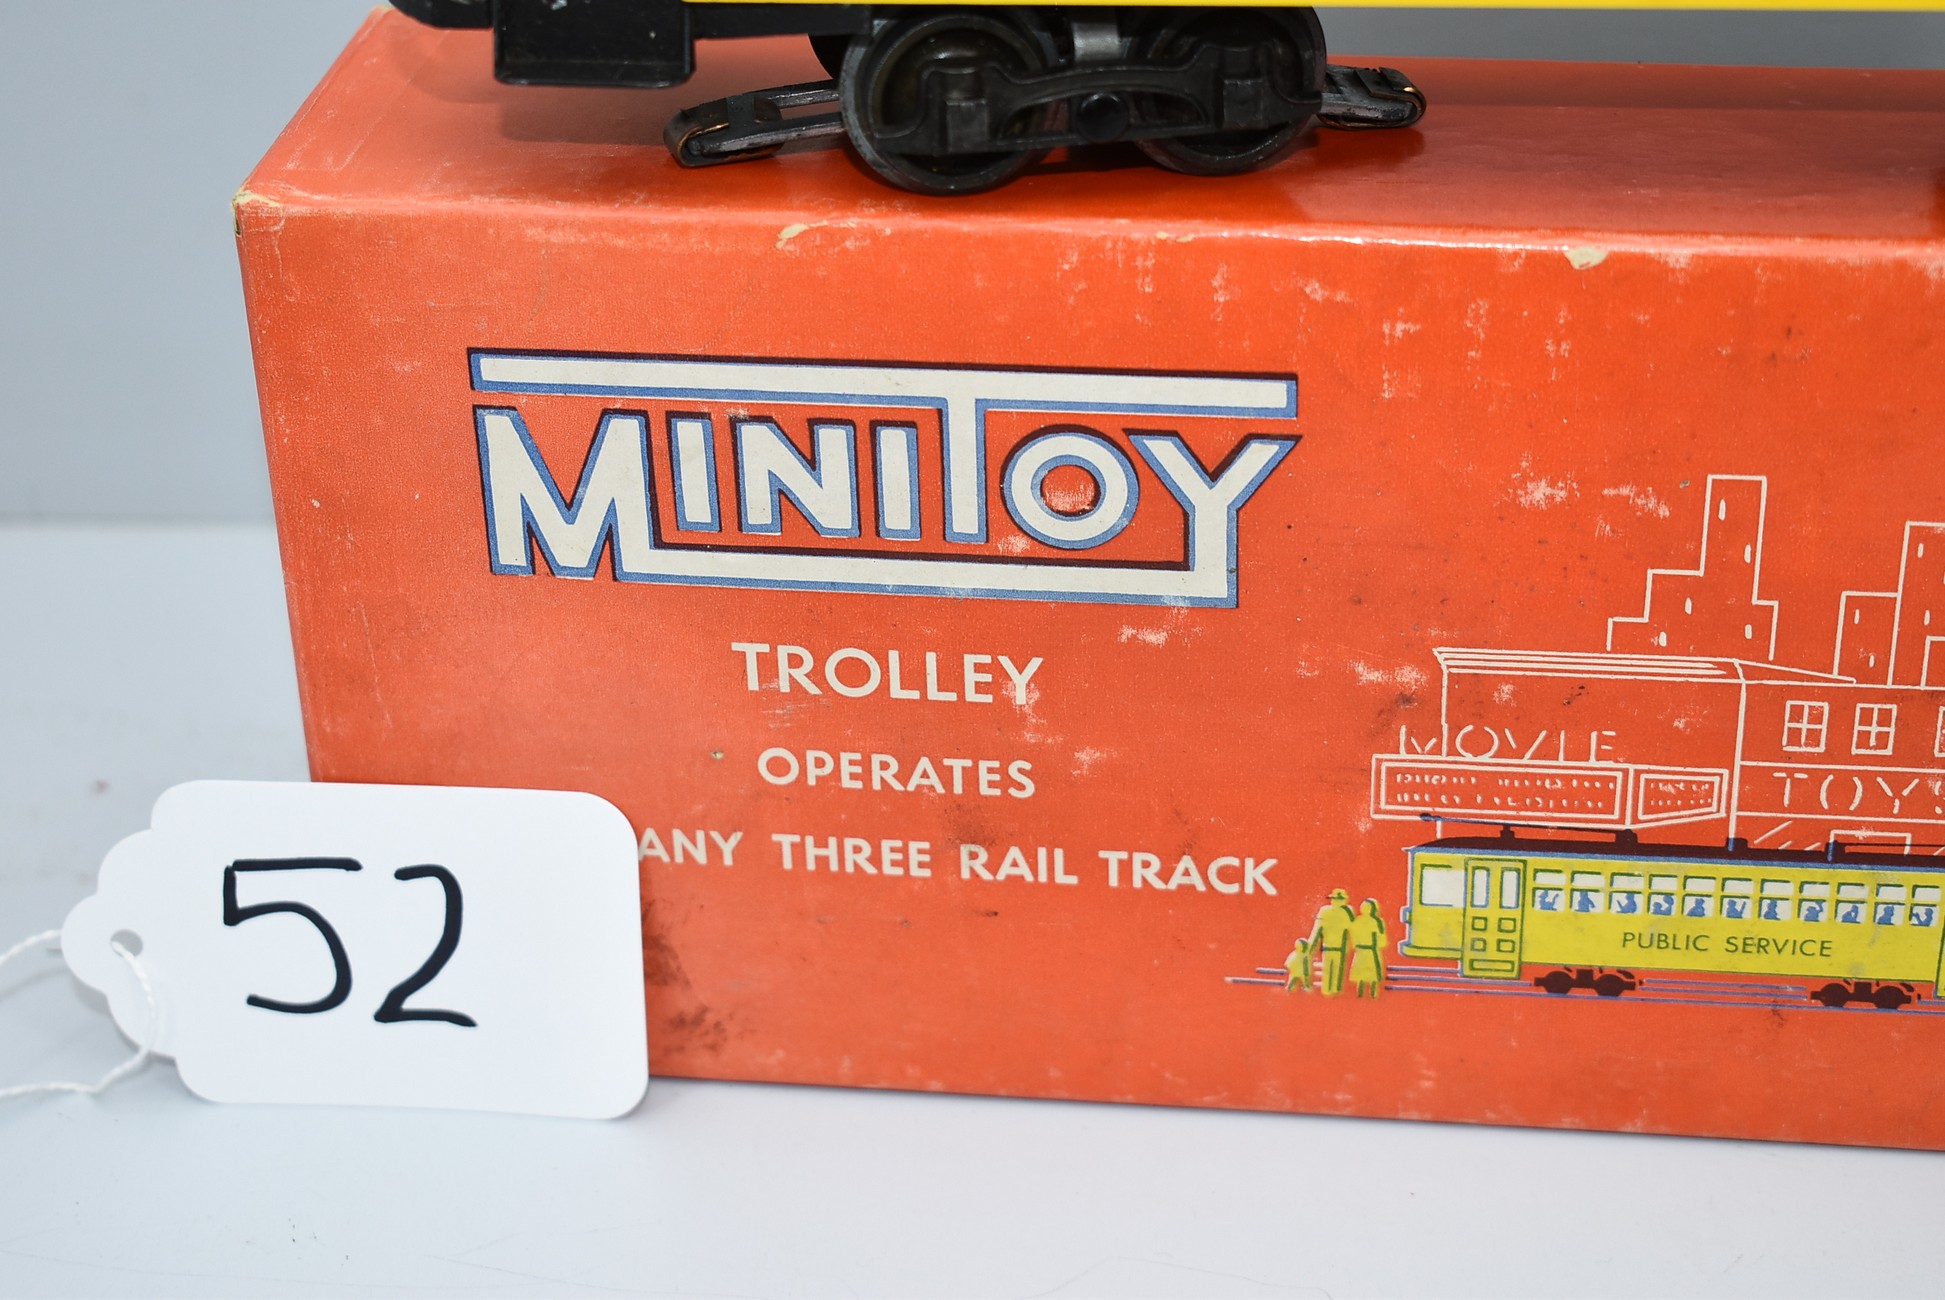 MINITOY
TROLLEY
OPERATES
ANY THREE RAIL TRACK
MOVIE
TOYS
PUBLIC SERVICE
52